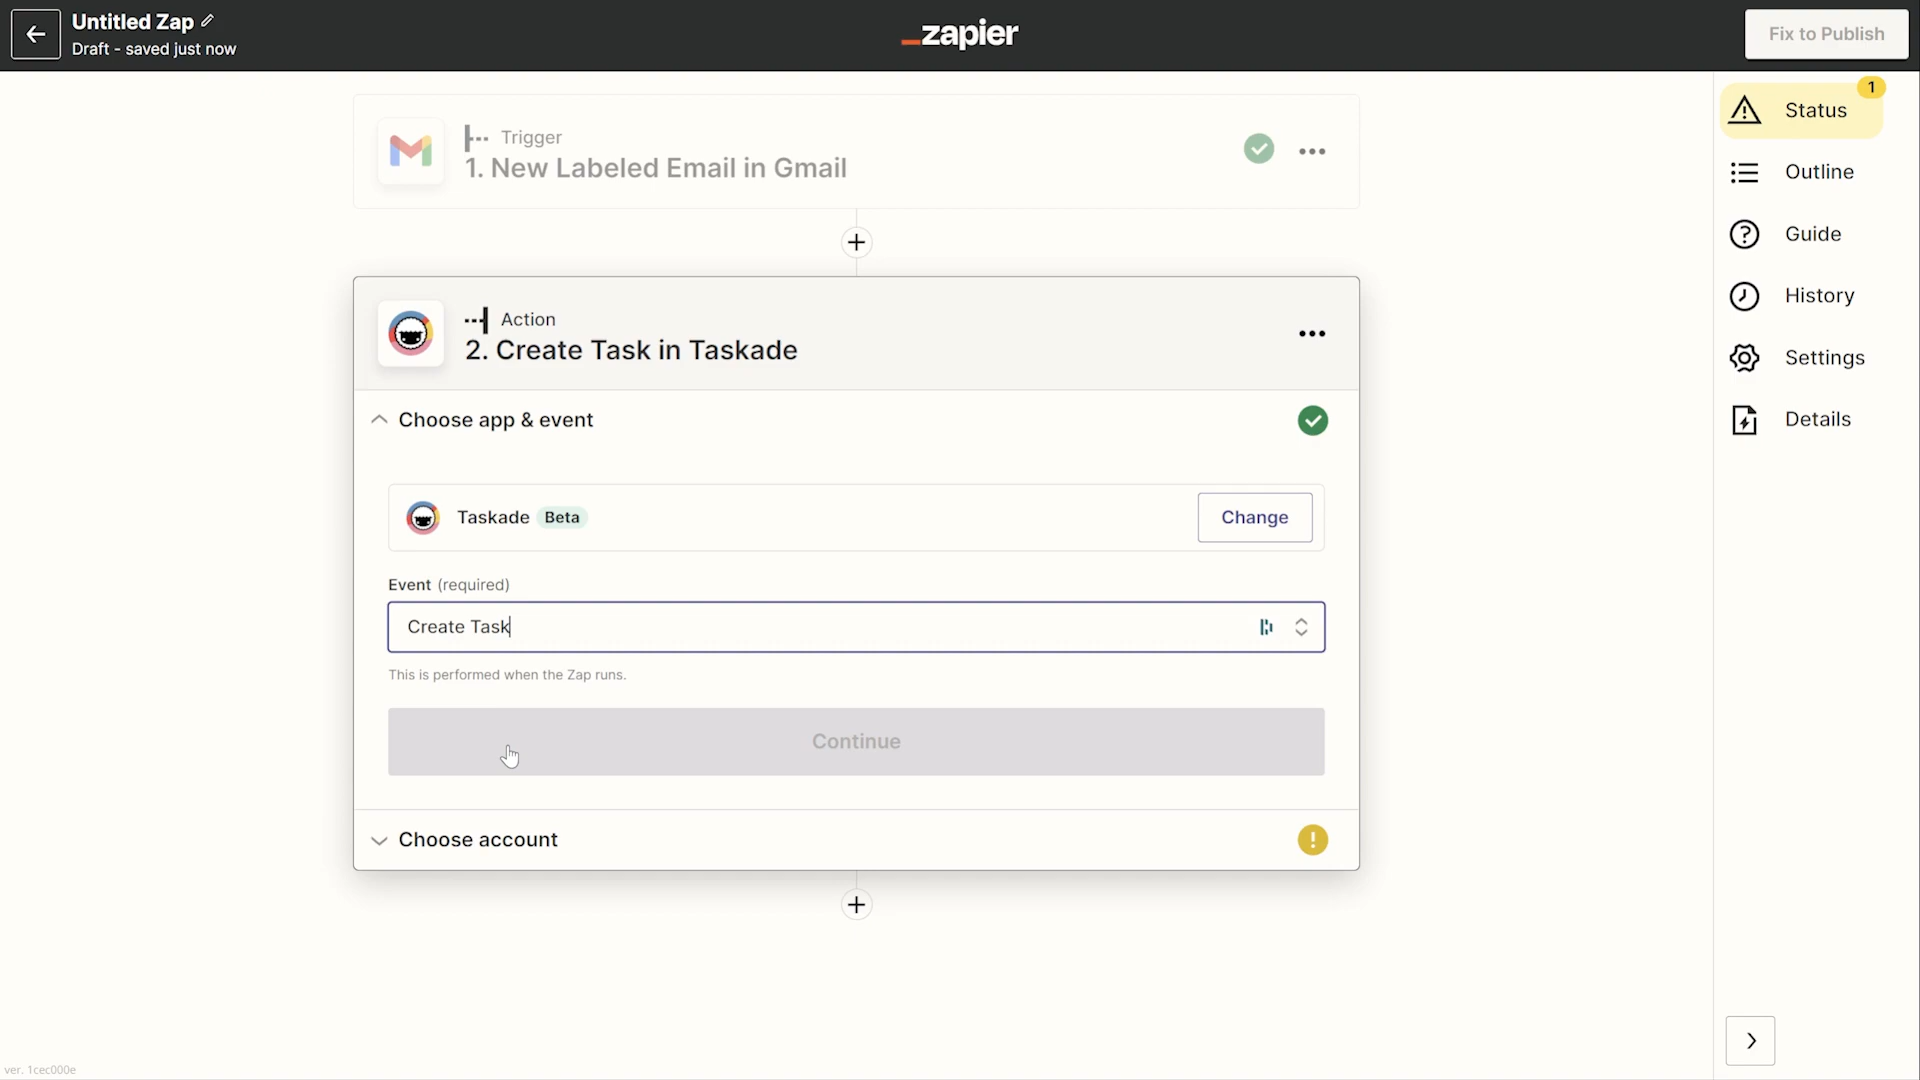 Untitled Zap
Draft - saved just now
_zapier
Fix to Publish
Trigger
1. New Labeled Email in Gmail
Action
2. Create Task in Taskade
Choose app & event
Taskade Beta
Change
Event (required)
Create Task
This is performed when the Zap runs.
Continue
Choose account
1
Status
Outline
Guide
History
Settings
Details
ver. 1cec000e